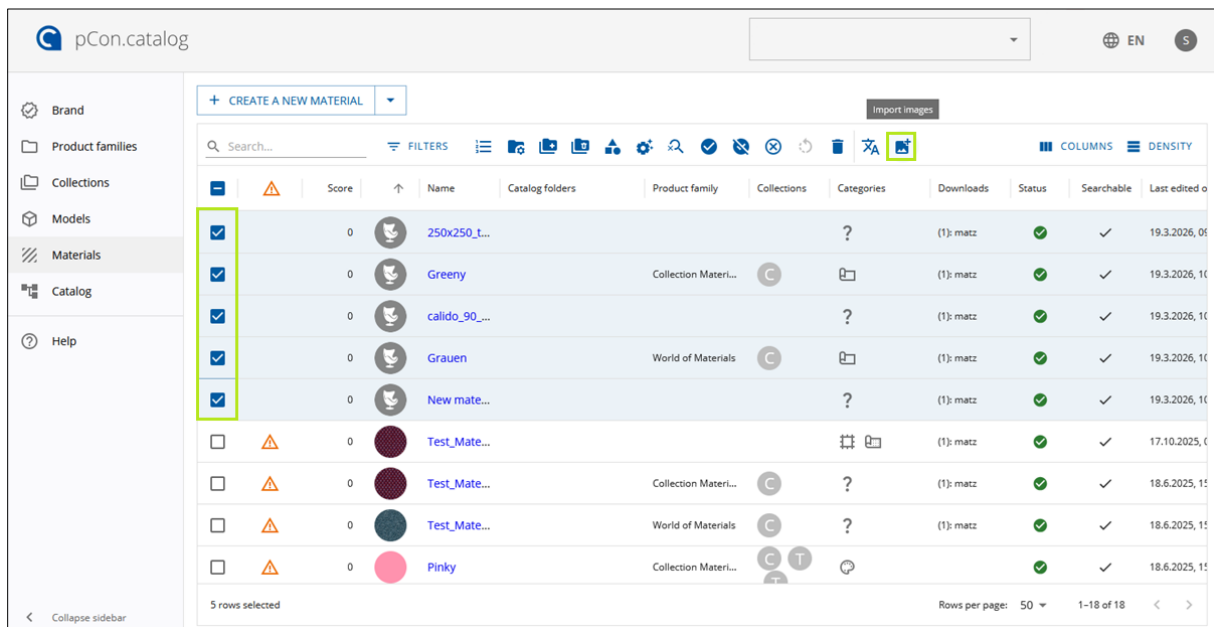 pCon.catalog
EN
S
Brand
Product families
Collections
Models
Materials
Catalog
Help
Collapse sidebar
+ CREATE A NEW MATERIAL
Import images
Search...
FILTERS
COLUMNS
DENSITY
Score Name Catalog folders Product family Collections Categories Downloads Status Searchable Last edited o
0 250x250_t... ? (1): matz 19.3.2026, 09
0 Greeny Collection Materi... C (1): matz 19.3.2026, 10
0 calido_90_... ? (1): matz 19.3.2026, 10
0 Grauen World of Materials C (1): matz 19.3.2026, 10
0 New mate... ? (1): matz 19.3.2026, 10
0 Test_Mate... (1): matz 17.10.2025, 0
0 Test_Mate... Collection Materi... C ? (1): matz 18.6.2025, 15
0 Test_Mate... World of Materials C ? (1): matz 18.6.2025, 15
0 Pinky Collection Materi... C T 18.6.2025, 15
T
5 rows selected
Rows per page: 50 1–18 of 18